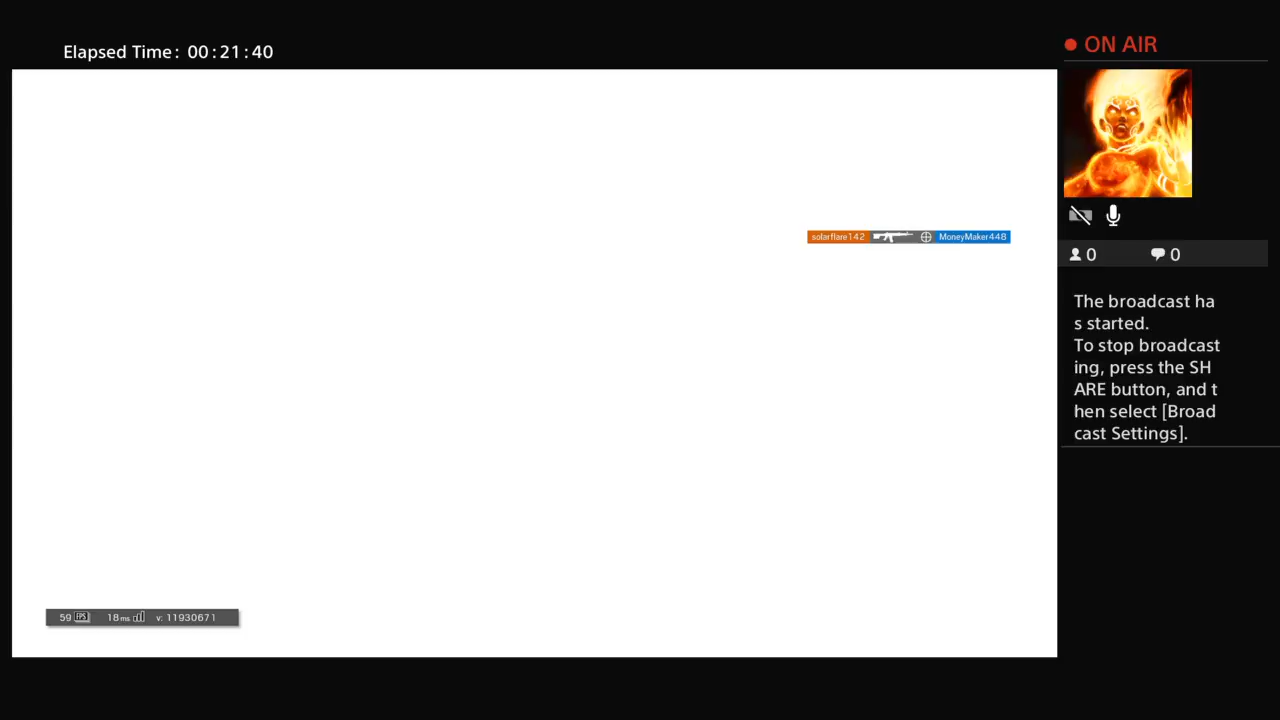 Elapsed Time: 00:21:40
ON AIR
solarflare142 MoneyMaker448
0 0
The broadcast ha
s started.
To stop broadcast
ing, press the SH
ARE button, and t
hen select [Broad
cast Settings].
59 FPS 18ms v: 11930671